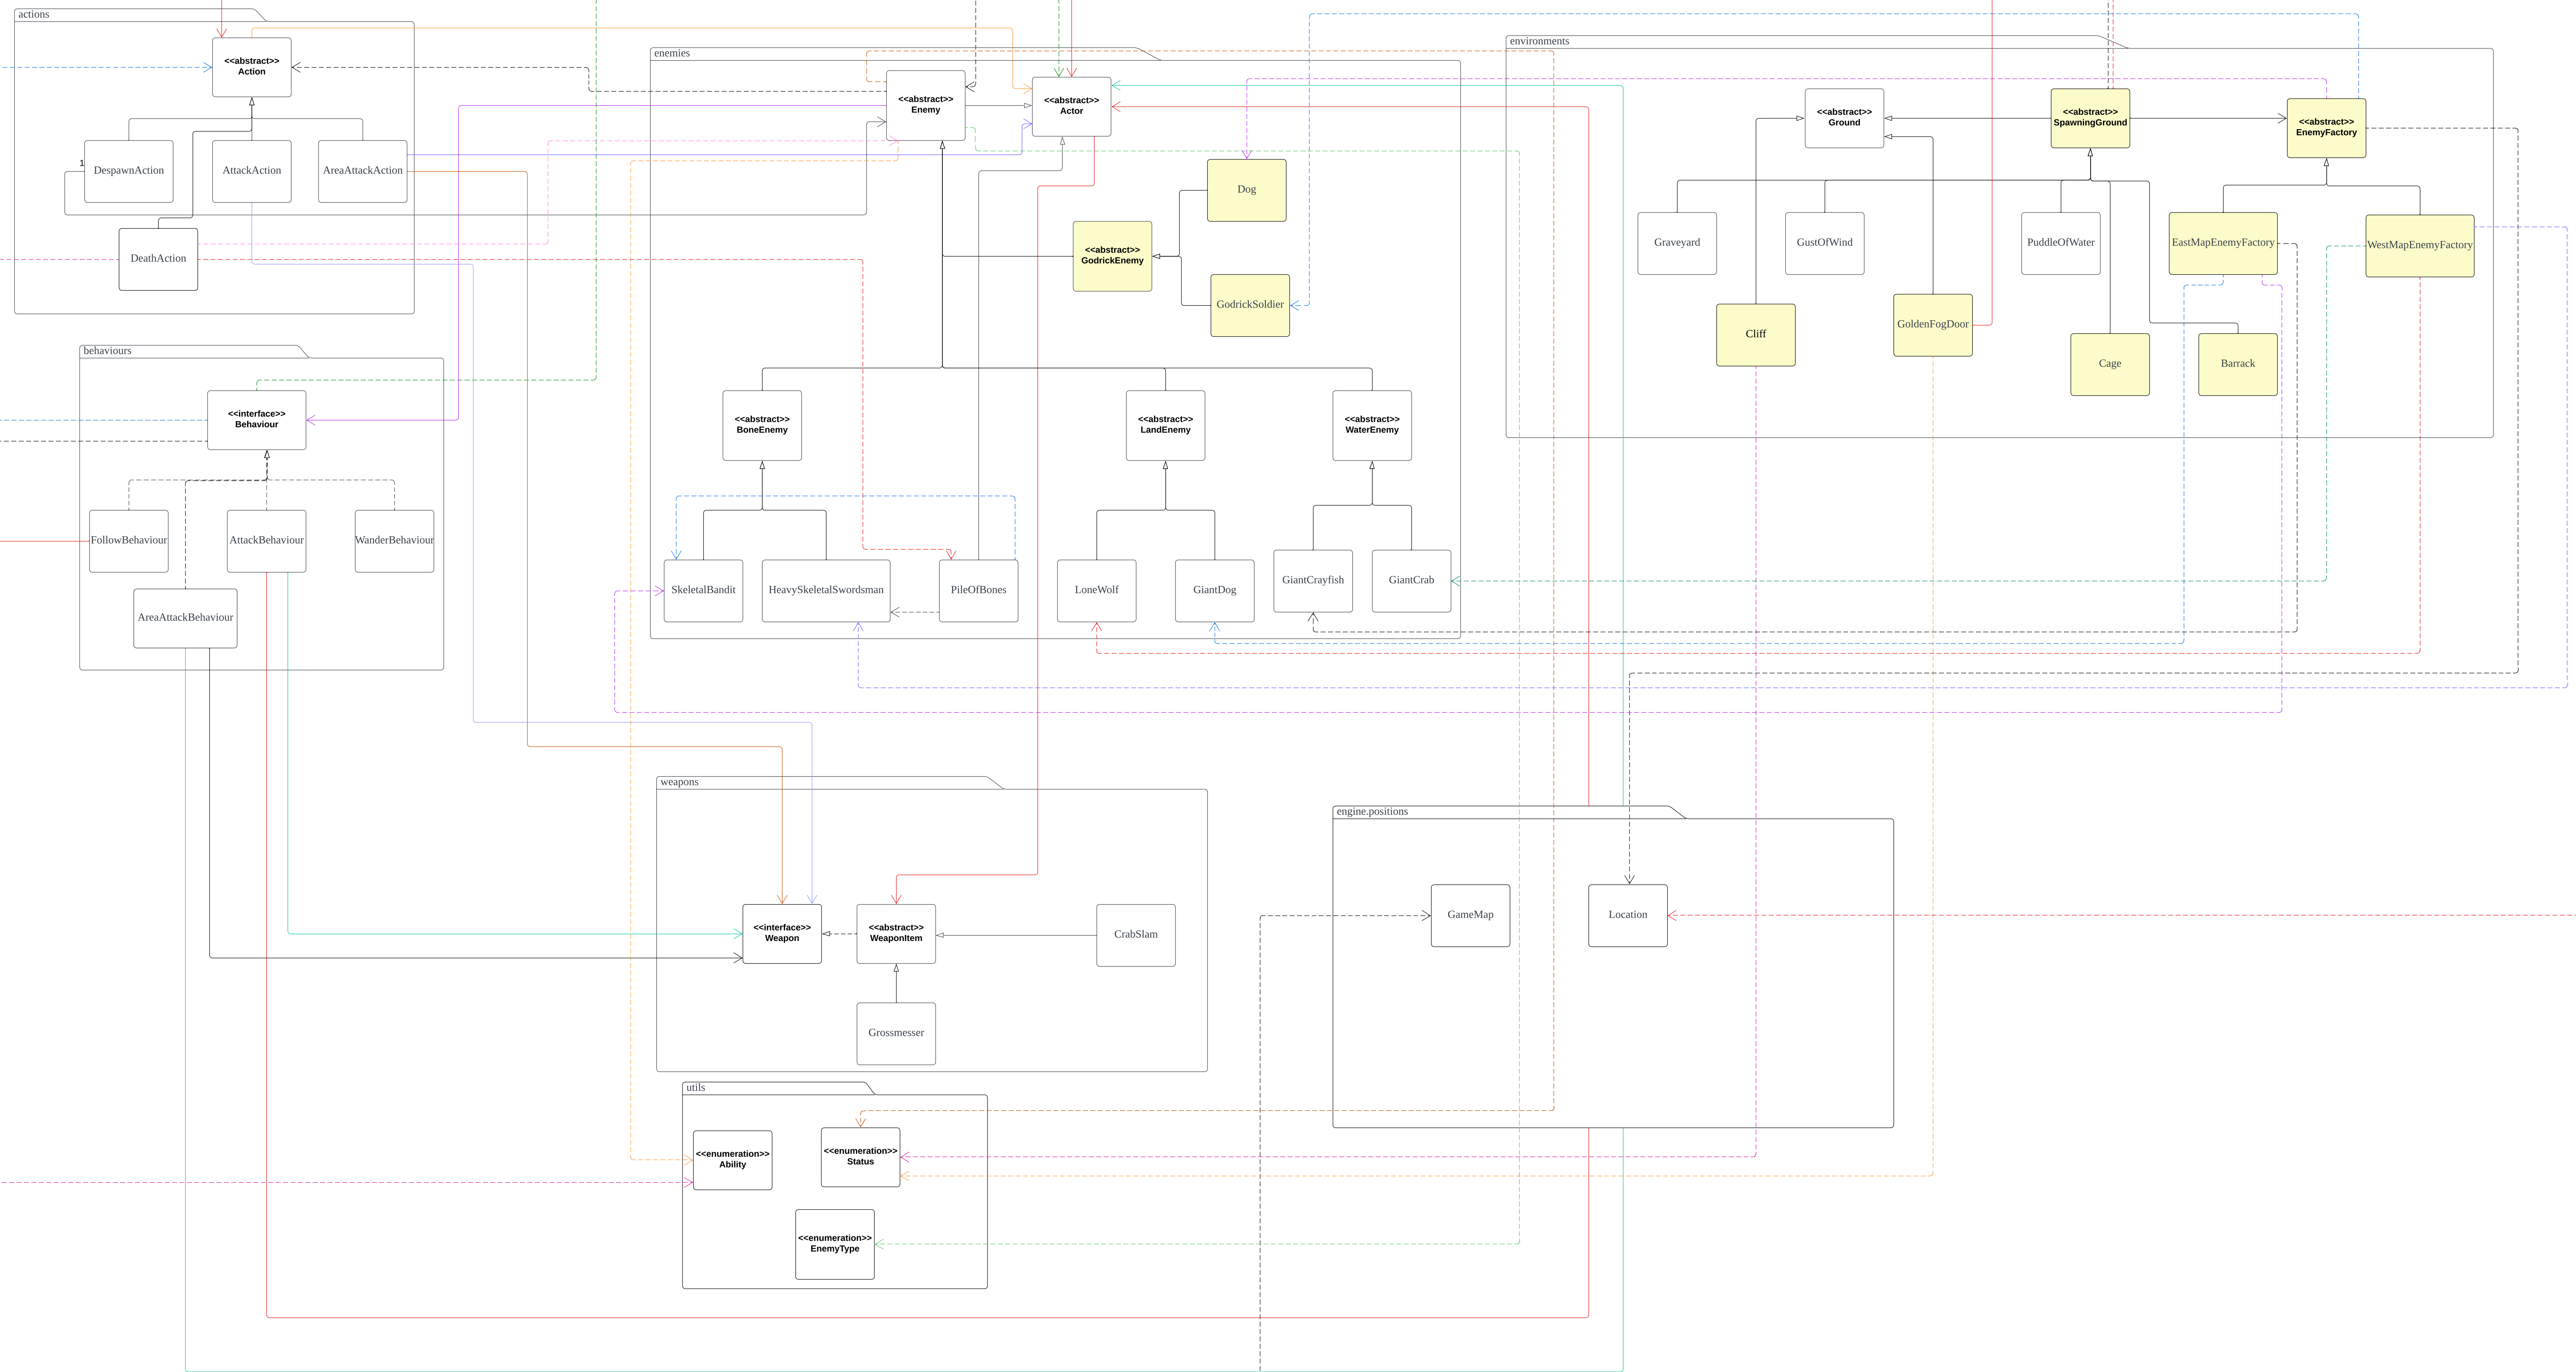 actions
<<abstract>>
Action
1
DespawnAction
AttackAction
AreaAttackAction
DeathAction
behaviours
<<interface>>
Behaviour
FollowBehaviour
AttackBehaviour
WanderBehaviour
AreaAttackBehaviour
enemies
<<abstract>>
Enemy
<<abstract>>
Actor
Dog
<<abstract>>
GodrickEnemy
GodrickSoldier
<<abstract>>
BoneEnemy
<<abstract>>
LandEnemy
<<abstract>>
WaterEnemy
SkeletalBandit
HeavySkeletalSwordsman
PileOfBones
LoneWolf
GiantDog
GiantCrayfish
GiantCrab
environments
<<abstract>>
Ground
<<abstract>>
SpawningGround
<<abstract>>
EnemyFactory
Graveyard
GustOfWind
PuddleOfWater
EastMapEnemyFactory
WestMapEnemyFactory
Cliff
GoldenFogDoor
Cage
Barrack
weapons
<<interface>>
Weapon
<<abstract>>
WeaponItem
CrabSlam
Grossmesser
engine.positions
GameMap
Location
utils
<<enumeration>>
Ability
<<enumeration>>
Status
<<enumeration>>
EnemyType